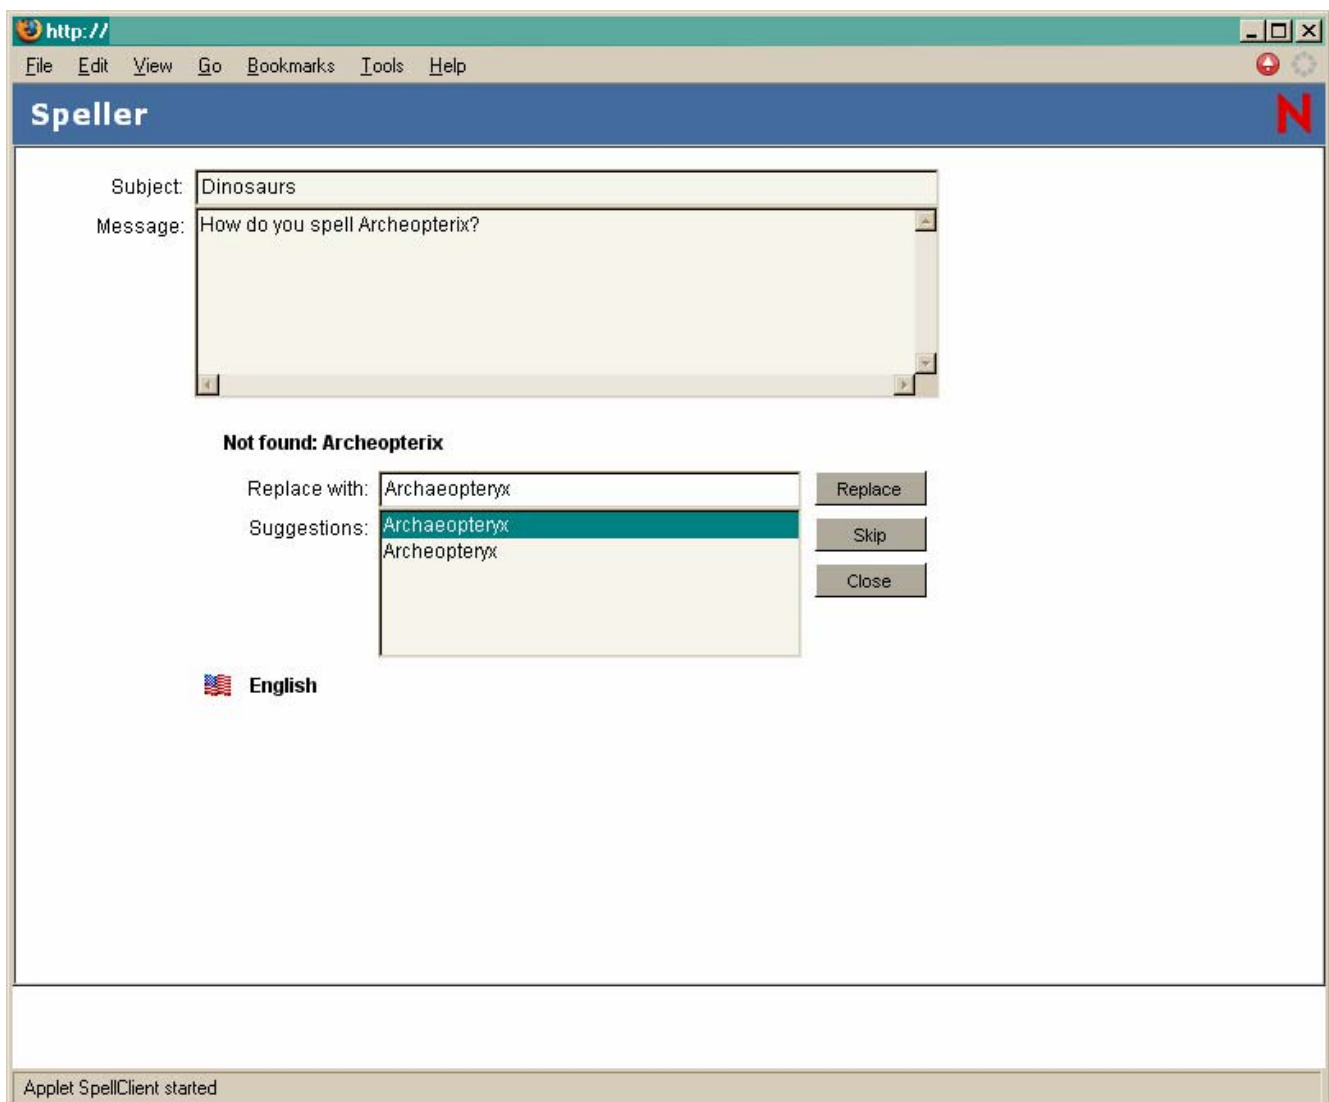 http://
File Edit View Go Bookmarks Tools Help
Speller N
Subject: Dinosaurs
Message: How do you spell Archeopterix?
Not found: Archeopterix
Replace with: Archaeopteryx Replace
Suggestions: Archaeopteryx Skip
Archeopteryx
Close
English
Applet SpellClient started